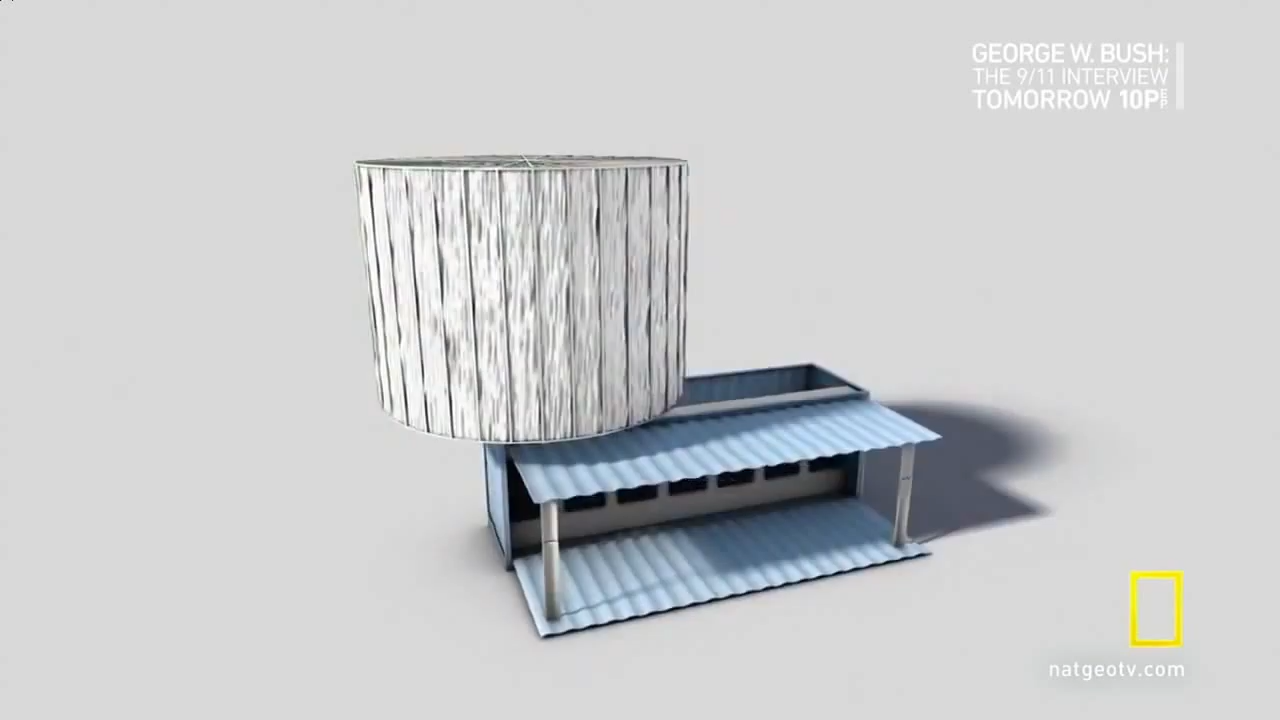 GEORGE W. BUSH:
THE 9/11 INTERVIEW
TOMORROW 10P E P
natgeotv.com